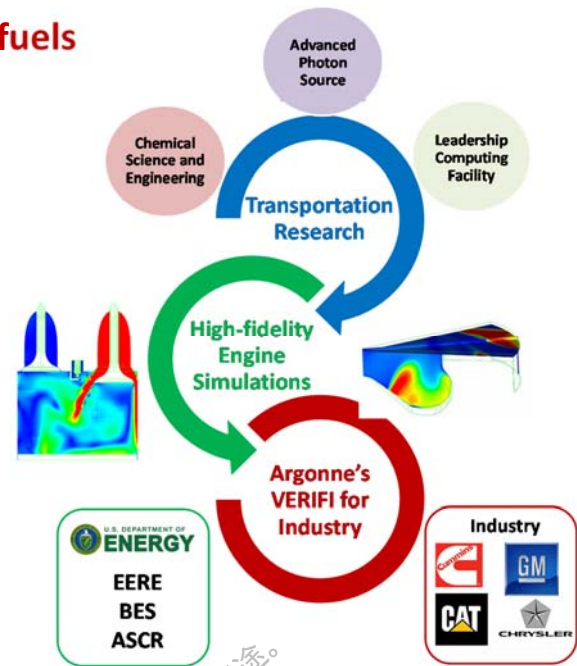 fuels
Advanced
Photon
Source
Chemical
Science and
Engineering
Leadership
Computing
Facility
Transportation
Research
High-fidelity
Engine
Simulations
Argonne's
VERIFI for
Industry
U.S. DEPARTMENT OF
ENERGY
EERE
BES
ASCR
Industry
Cummins
GM
CAT
CHRYSLER
途。